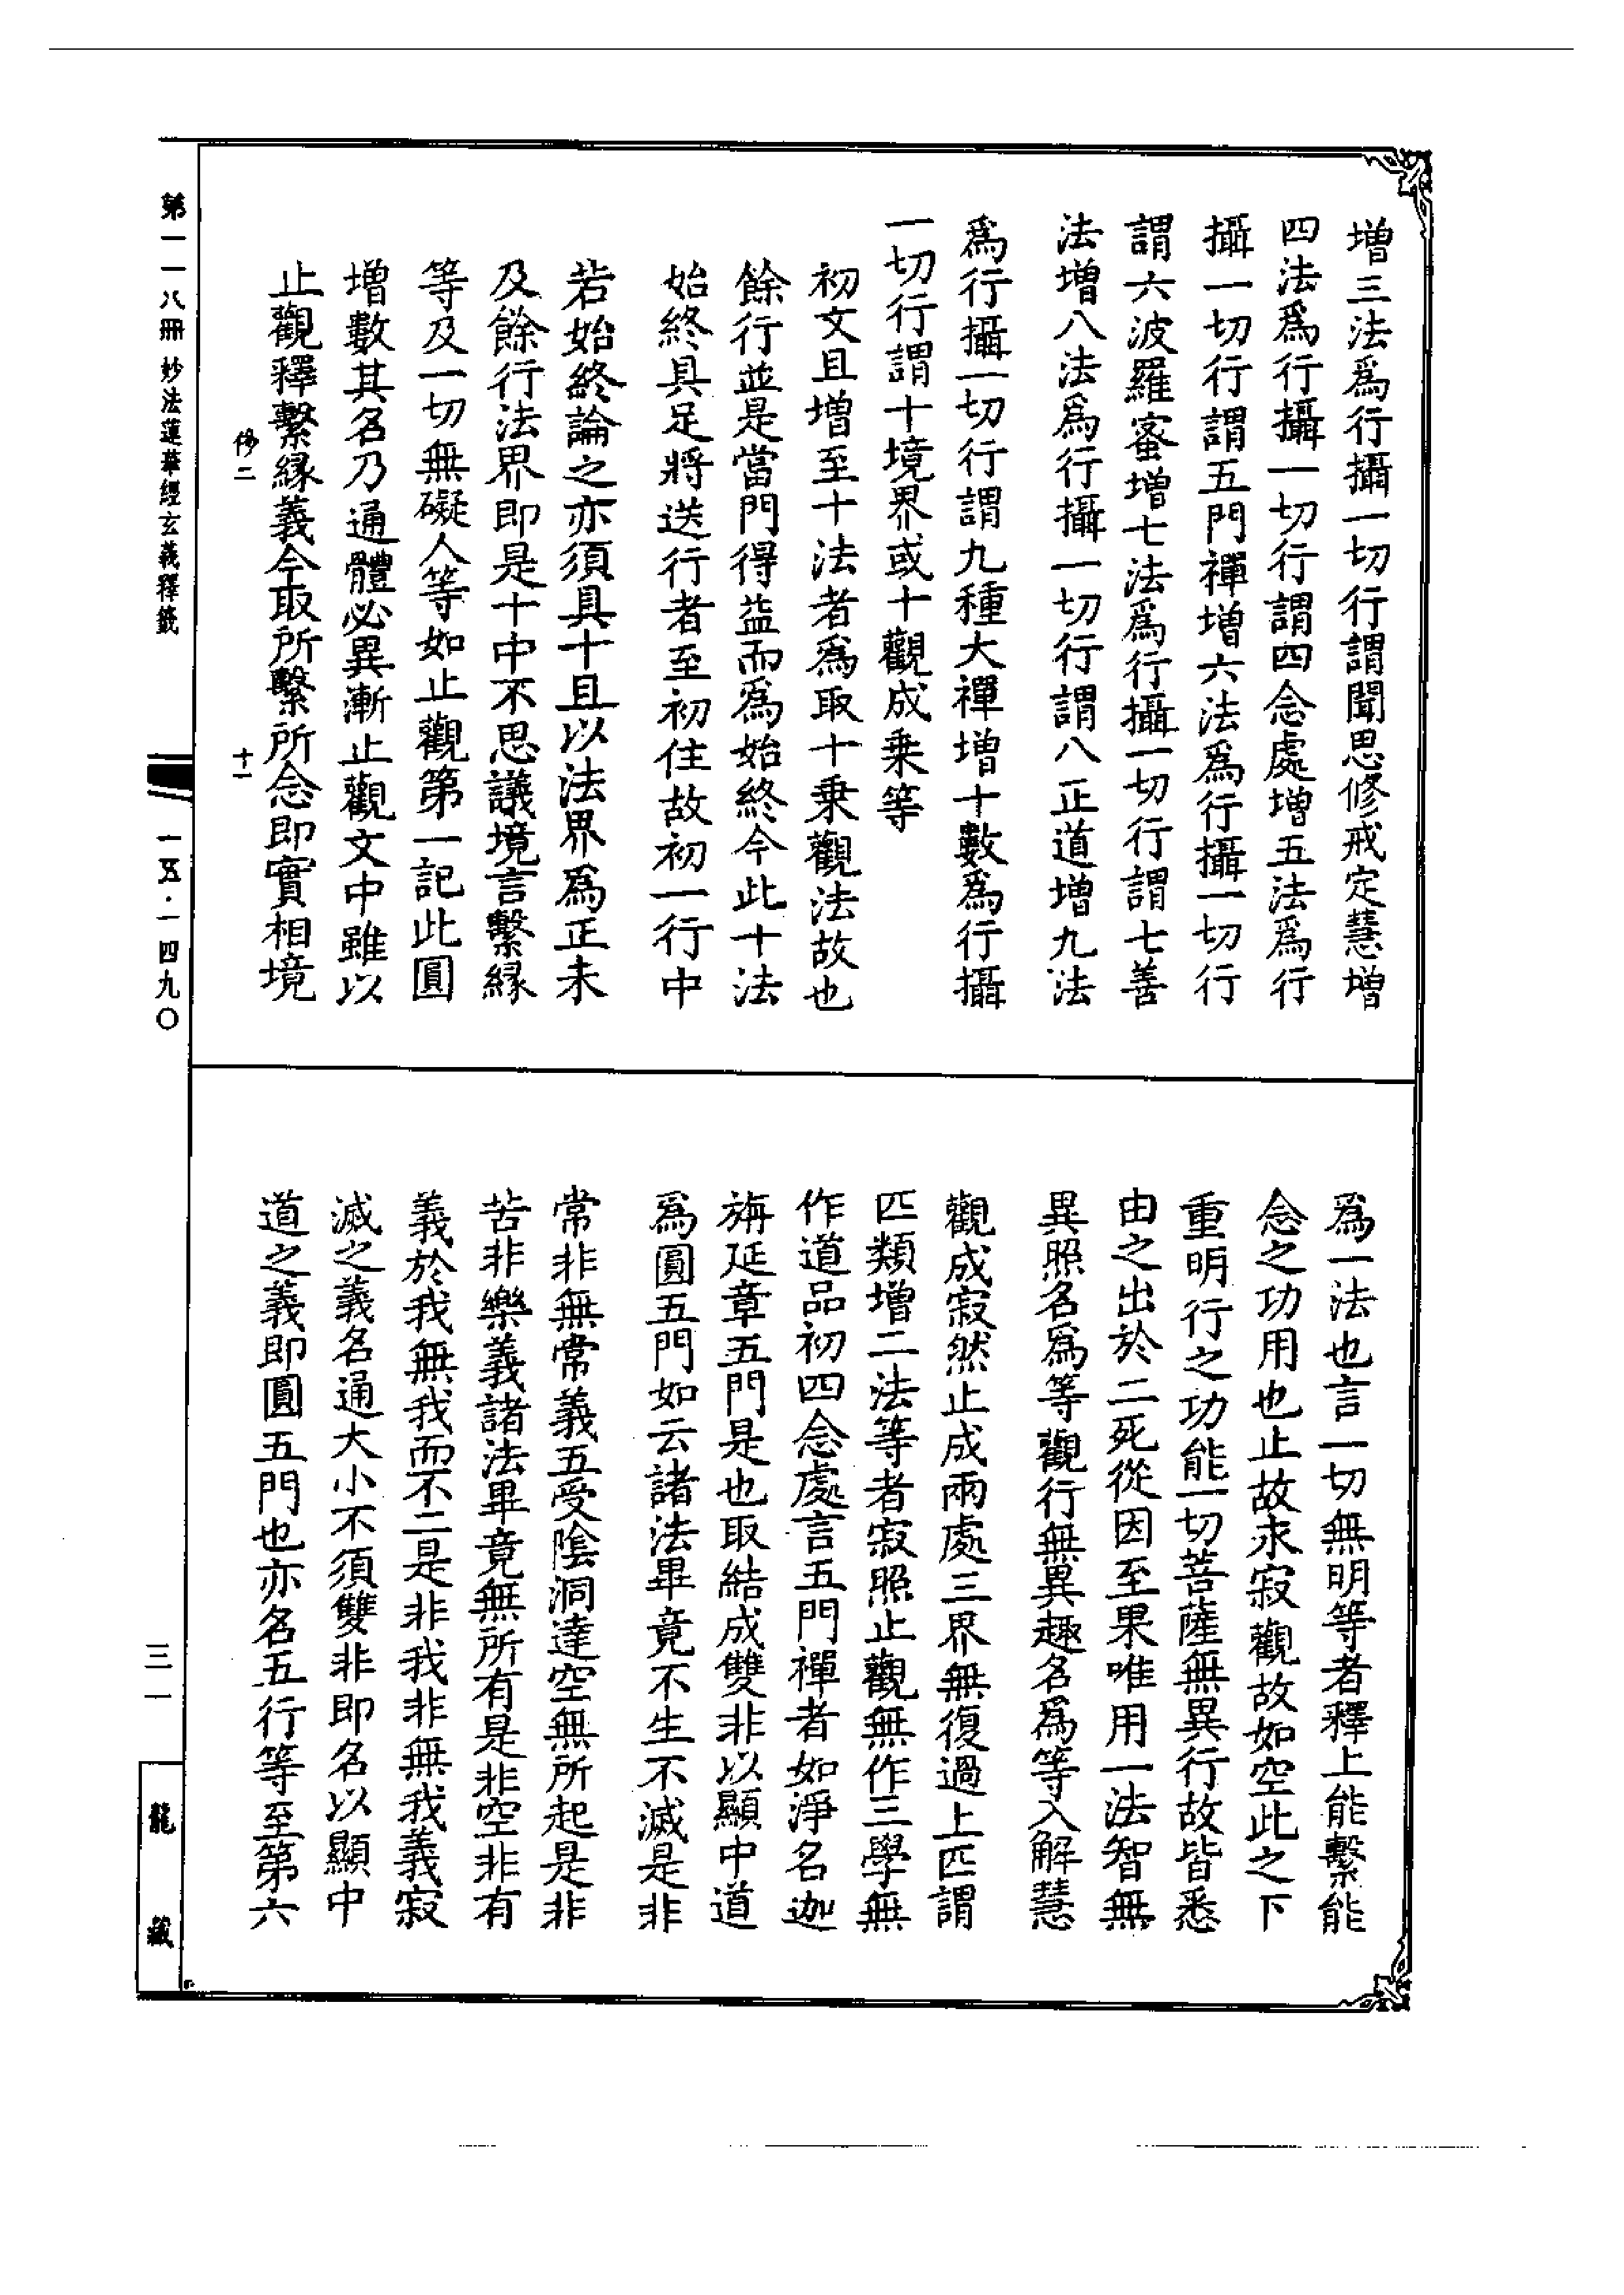 增三法爲行攝一切行謂聞思修戒定慧增
四法爲行攝一切行謂四念處增五法爲行
攝一切行謂五門禪增六法爲行攝一切行
謂六波羅蜜增七法爲行攝一切行謂七善
法增八法爲行攝一切行謂八正道增九法
爲行攝一切行謂九種大禪增十數爲行攝
一切行謂十境界或十觀成乗等
初文且增至十法者爲取十乗觀法故也
餘行並是當門得益而爲始終今此十法
始終具足將送行者至初住故初一行中
若始終論之亦須具十且以法界爲正未
及餘行法界即是十中不思議境言繫緣
等及一切無礙人等如止觀第一記此圓
增數其名乃通體必異漸止觀文中雖以
止觀釋繫緣義今取所繫所念即實相境
爲一法也言一切無明等者釋上能繫能
念之功用也止故求寂觀故如空此之下
重明行之功能一切菩薩無異行故皆悉
由之出於二死從因至果唯用一法智無
異照名爲等觀行無異趣名爲等入解慧
觀成寂然止成兩處三界無復過上匹謂
匹類增二法等者寂照止觀無作三學無
作道品初四念處言五門禪者如淨名迦
旃延章五門是也取結成雙非以顯中道
爲圓五門如云諸法畢竟不生不滅是非
常非無常義五受陰洞達空無所起是非
苦非樂義諸法畢竟無所有是非空非有
義於我無我而不二是非我非無我義寂
滅之義名通大小不須雙非即名以顯中
道之義即圓五門也亦名五行等至第六
第一一八冊 妙法蓮華經玄義釋籤
侈二 十一
一五·一四九〇
三一
龍藏